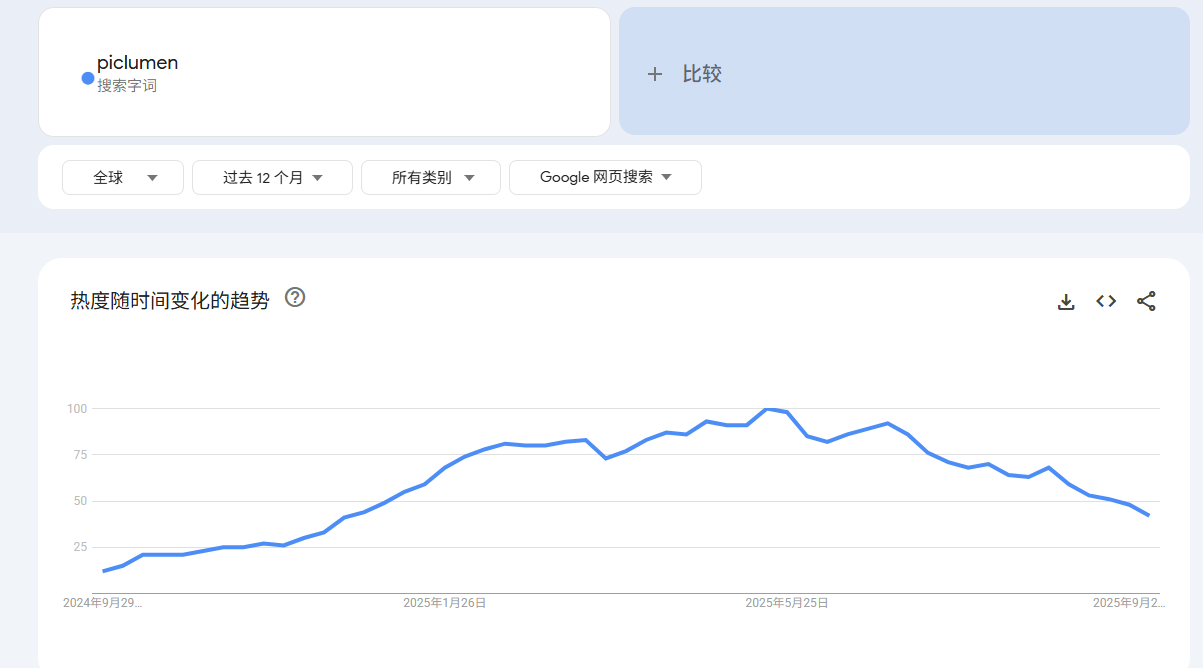 piclumen
搜索字词
+ 比较
全球
过去 12 个月
所有类别
Google 网页搜索
热度随时间变化的趋势
100
75
50
25
2024年9月29…
2025年1月26日
2025年5月25日
2025年9月2…